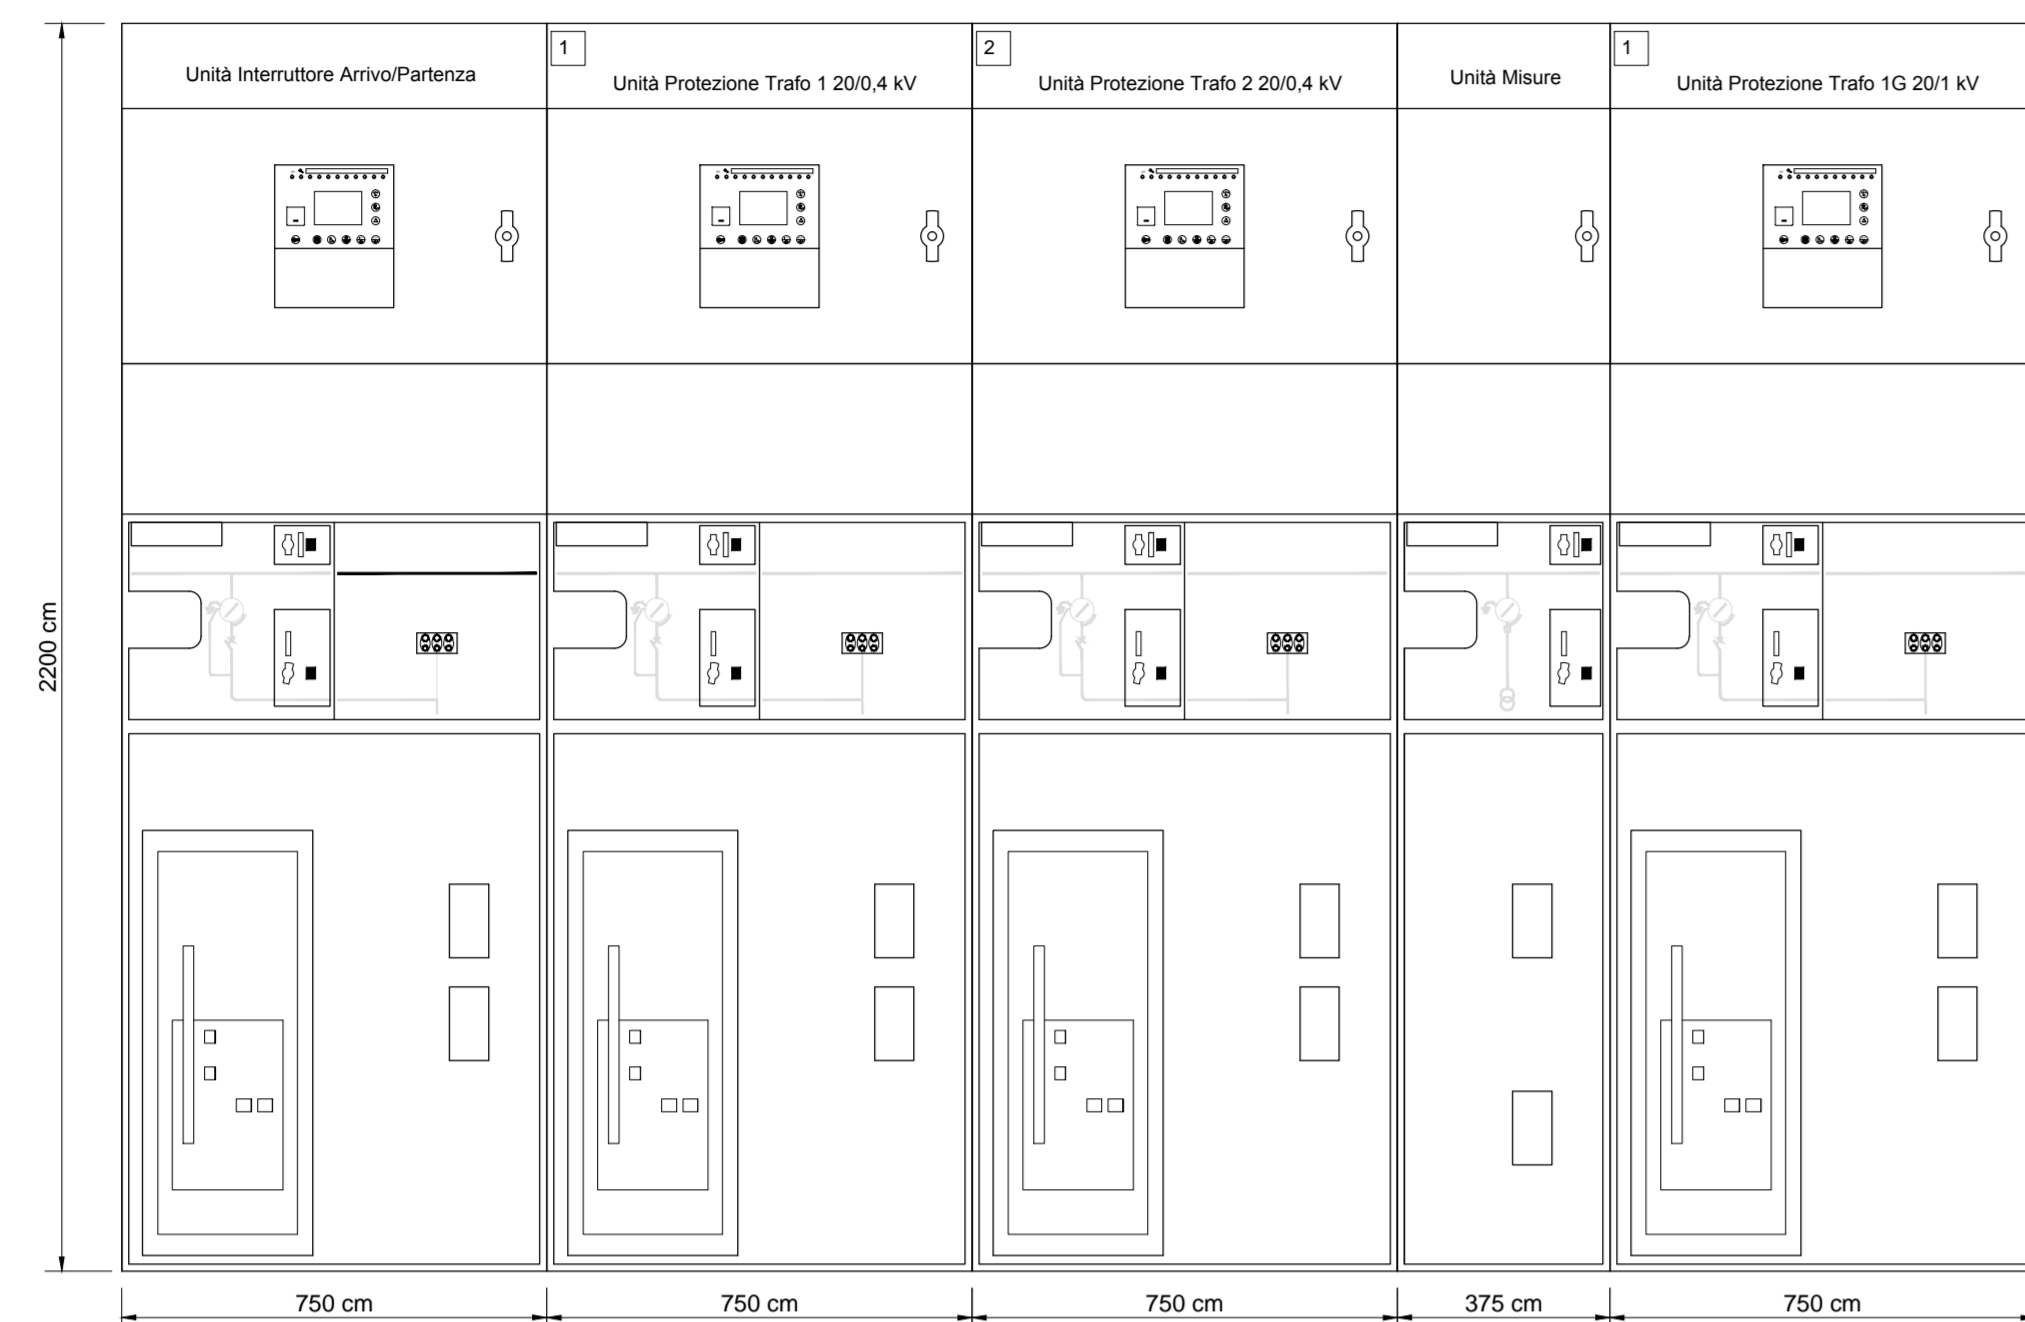 Unità Interruttore Arrivo/Partenza
1
Unità Protezione Trafo 1 20/0,4 kV
2
Unità Protezione Trafo 2 20/0,4 kV
Unità Misure
1
Unità Protezione Trafo 1G 20/1 kV
2200 cm
750 cm
750 cm
750 cm
375 cm
750 cm